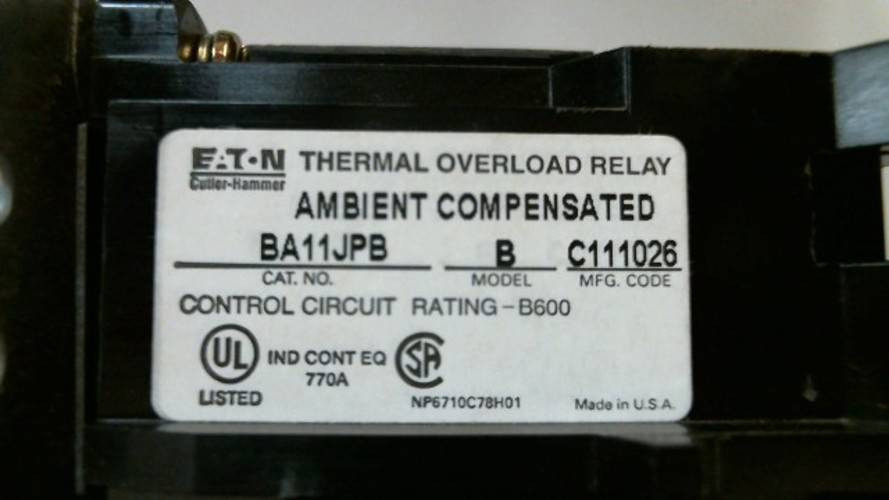 EAT•N THERMAL OVERLOAD RELAY
Cutler-Hammer
AMBIENT COMPENSATED
BA11JPB B C111026
CAT. NO. MODEL MFG. CODE
CONTROL CIRCUIT RATING – B600
UL IND CONT EQ SA
770A
LISTED NP6710C78H01 Made in U.S.A.